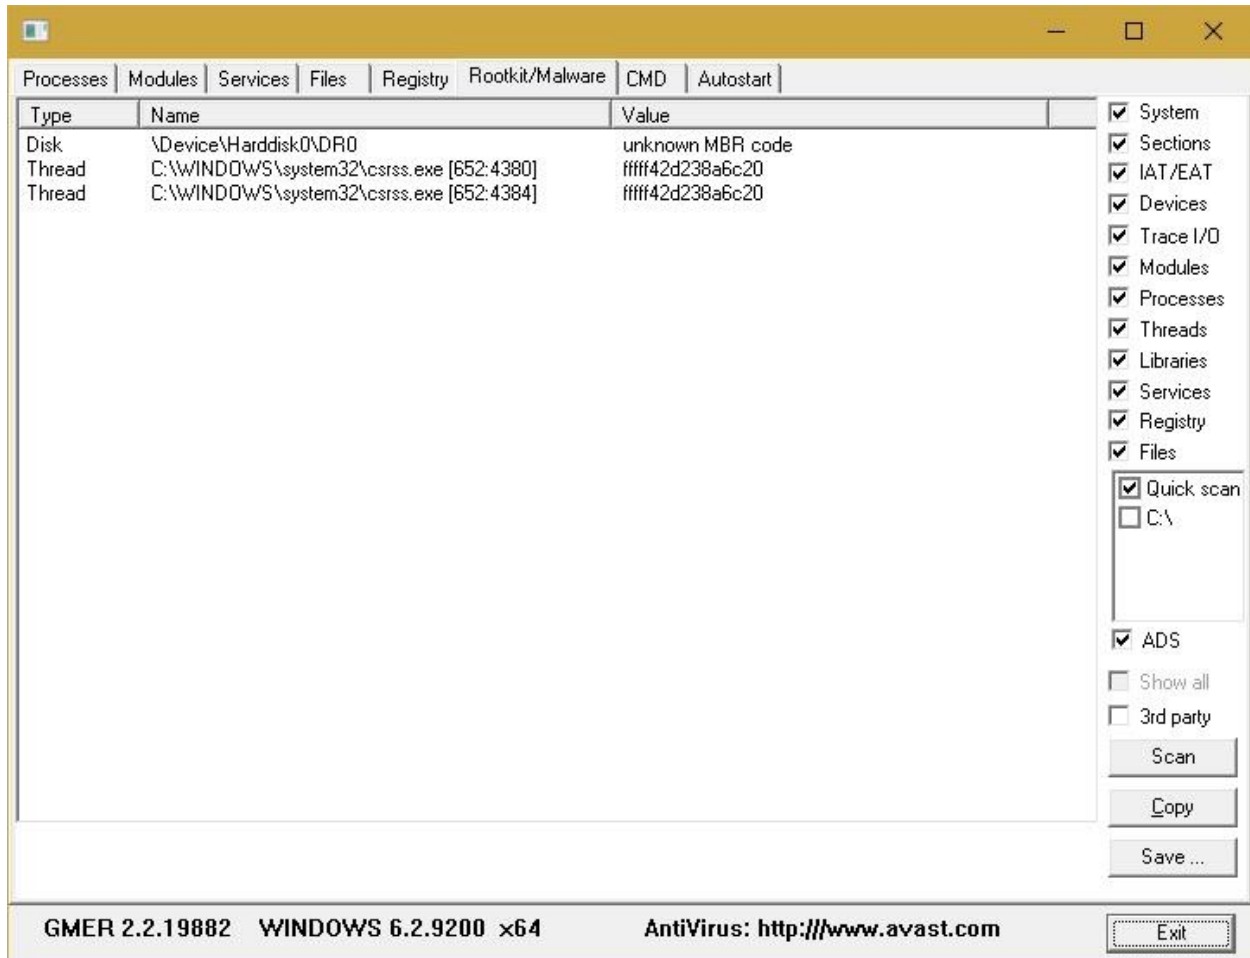 Processes Modules Services Files Registry Rootkit/Malware CMD Autostart
Type Name Value
Disk \Device\Harddisk0\DR0 unknown MBR code
Thread C:\WINDOWS\system32\csrss.exe [652:4380] fffff42d238a6c20
Thread C:\WINDOWS\system32\csrss.exe [652:4384] fffff42d238a6c20
System
Sections
IAT/EAT
Devices
Trace I/O
Modules
Processes
Threads
Libraries
Services
Registry
Files
Quick scan
C:\
ADS
Show all
3rd party
Scan
Copy
Save ...
GMER 2.2.19882 WINDOWS 6.2.9200 x64 AntiVirus: http:///www.avast.com Exit